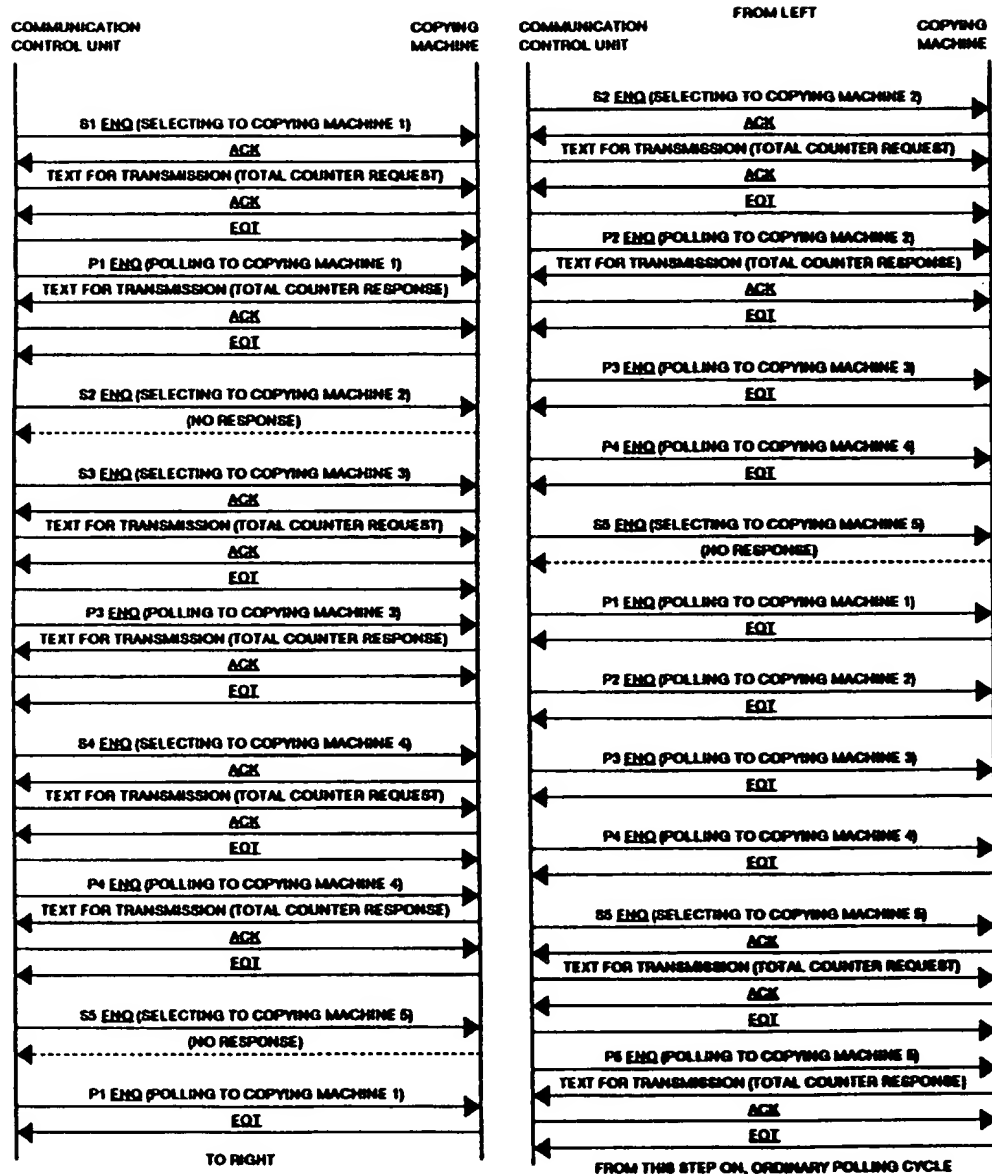 COMMUNICATION
CONTROL UNIT
COPYING
MACHINE
S1 ENQ (SELECTING TO COPYING MACHINE 1)
ACK
TEXT FOR TRANSMISSION (TOTAL COUNTER REQUEST)
ACK
EOT
P1 ENQ (POLLING TO COPYING MACHINE 1)
TEXT FOR TRANSMISSION (TOTAL COUNTER RESPONSE)
ACK
EOT
S2 ENQ (SELECTING TO COPYING MACHINE 2)
(NO RESPONSE)
S3 ENQ (SELECTING TO COPYING MACHINE 3)
ACK
TEXT FOR TRANSMISSION (TOTAL COUNTER REQUEST)
ACK
EOT
P3 ENQ (POLLING TO COPYING MACHINE 3)
TEXT FOR TRANSMISSION (TOTAL COUNTER RESPONSE)
ACK
EOT
S4 ENQ (SELECTING TO COPYING MACHINE 4)
ACK
TEXT FOR TRANSMISSION (TOTAL COUNTER REQUEST)
ACK
EOT
P4 ENQ (POLLING TO COPYING MACHINE 4)
TEXT FOR TRANSMISSION (TOTAL COUNTER RESPONSE)
ACK
EOT
S5 ENQ (SELECTING TO COPYING MACHINE 5)
(NO RESPONSE)
P1 ENQ (POLLING TO COPYING MACHINE 1)
EOT
TO RIGHT
FROM LEFT
COMMUNICATION
CONTROL UNIT
COPYING
MACHINE
S2 ENQ (SELECTING TO COPYING MACHINE 2)
ACK
TEXT FOR TRANSMISSION (TOTAL COUNTER REQUEST)
ACK
EOT
P2 ENQ (POLLING TO COPYING MACHINE 2)
TEXT FOR TRANSMISSION (TOTAL COUNTER RESPONSE)
ACK
EOT
P3 ENQ (POLLING TO COPYING MACHINE 3)
EOT
P4 ENQ (POLLING TO COPYING MACHINE 4)
EOT
S5 ENQ (SELECTING TO COPYING MACHINE 5)
(NO RESPONSE)
P1 ENQ (POLLING TO COPYING MACHINE 1)
EOT
P2 ENQ (POLLING TO COPYING MACHINE 2)
EOT
P3 ENQ (POLLING TO COPYING MACHINE 3)
EOT
P4 ENQ (POLLING TO COPYING MACHINE 4)
EOT
S5 ENQ (SELECTING TO COPYING MACHINE 5)
ACK
TEXT FOR TRANSMISSION (TOTAL COUNTER REQUEST)
ACK
EOT
P5 ENQ (POLLING TO COPYING MACHINE 5)
TEXT FOR TRANSMISSION (TOTAL COUNTER RESPONSE)
ACK
EOT
FROM THIS STEP ON, ORDINARY POLLING CYCLE